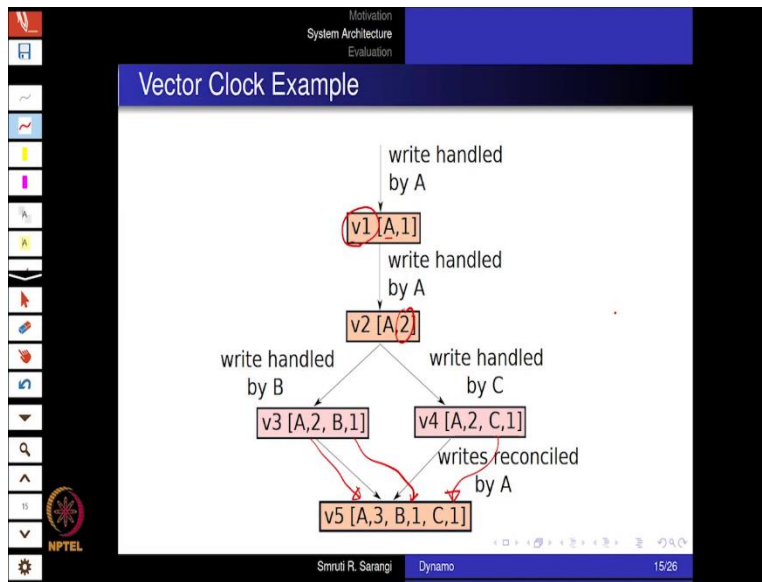 Motivation
System Architecture
Evaluation
Vector Clock Example
write handled
by A
v1 [A,1]
write handled
by A
v2 [A,2]
write handled
by B
write handled
by C
v3 [A,2, B,1]
v4 [A,2, C,1]
writes reconciled
by A
v5 [A,3, B,1, C,1]
15
NPTEL
Smruti R. Sarangi
Dynamo
15/26